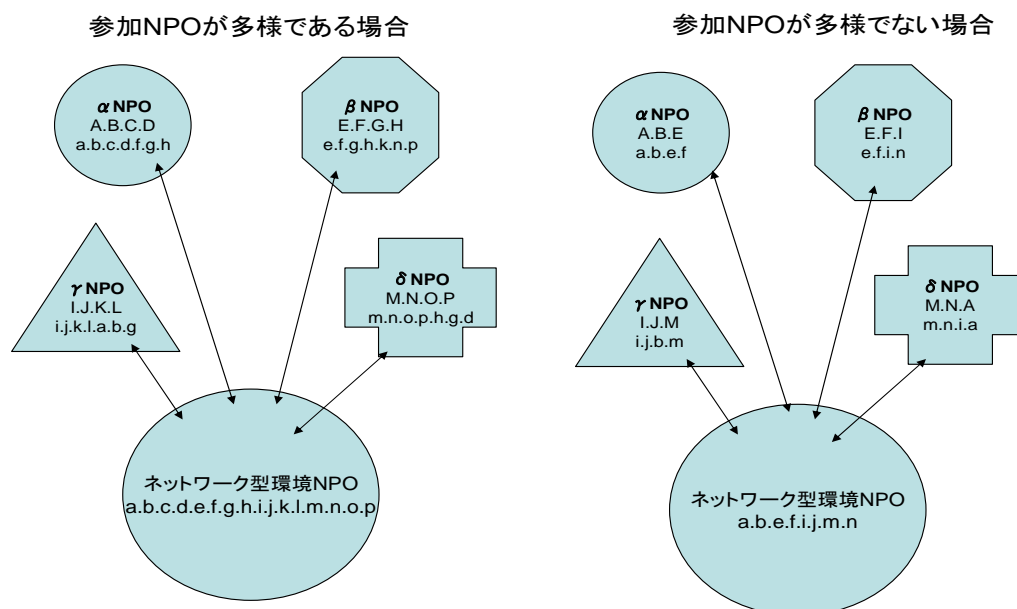 参加NPOが多様である場合
αNPO
A.B.C.D
a.b.c.d.f.g.h
βNPO
E.F.G.H
e.f.g.h.k.n.p
γNPO
I.J.K.L
i.j.k.l.a.b.g
δNPO
M.N.O.P
m.n.o.p.h.g.d
ネットワーク型環境NPO
a.b.c.d.e.f.g.h.i.j.k.l.m.n.o.p
参加NPOが多様でない場合
αNPO
A.B.E
a.b.e.f
βNPO
E.F.I
e.f.i.n
γNPO
I.J.M
i.j.b.m
δNPO
M.N.A
m.n.i.a
ネットワーク型環境NPO
a.b.e.f.i.j.m.n